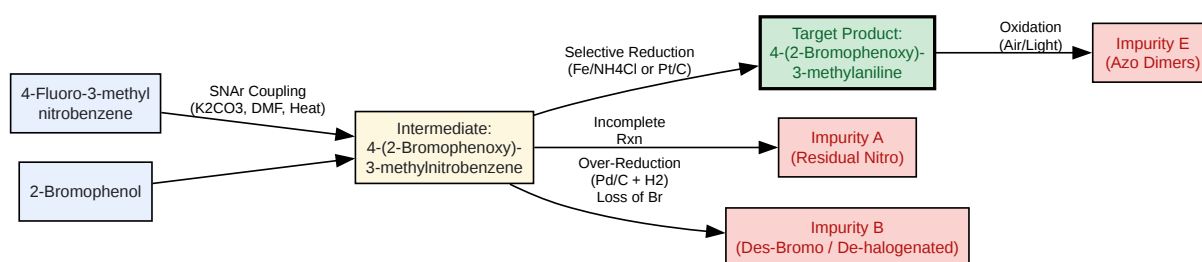 4-Fluoro-3-methyl
nitrobenzene
2-Bromophenol
SNAr Coupling
(K2CO3, DMF, Heat)
Intermediate:
4-(2-Bromophenoxy)-
3-methylnitrobenzene
Selective Reduction
(Fe/NH4Cl or Pt/C)
Incomplete
Rxn
Over-Reduction
(Pd/C + H2)
Loss of Br
Target Product:
4-(2-Bromophenoxy)-
3-methylaniline
Impurity A
(Residual Nitro)
Impurity B
(Des-Bromo / De-halogenated)
Oxidation
(Air/Light)
Impurity E
(Azo Dimers)